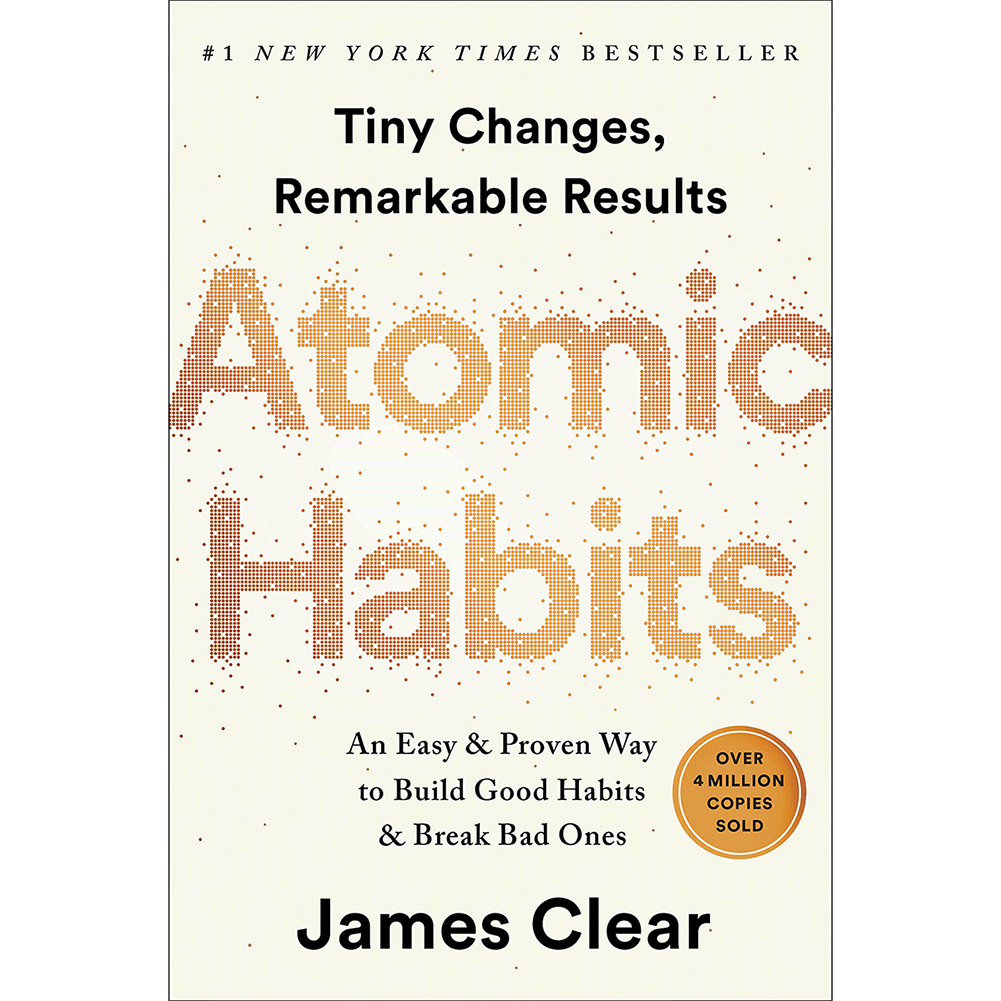 #1 NEW YORK TIMES BESTSELLER
Tiny Changes,
Remarkable Results
Atomic
Habits
An Easy & Proven Way
to Build Good Habits
& Break Bad Ones
OVER
4 MILLION
COPIES
SOLD
James Clear